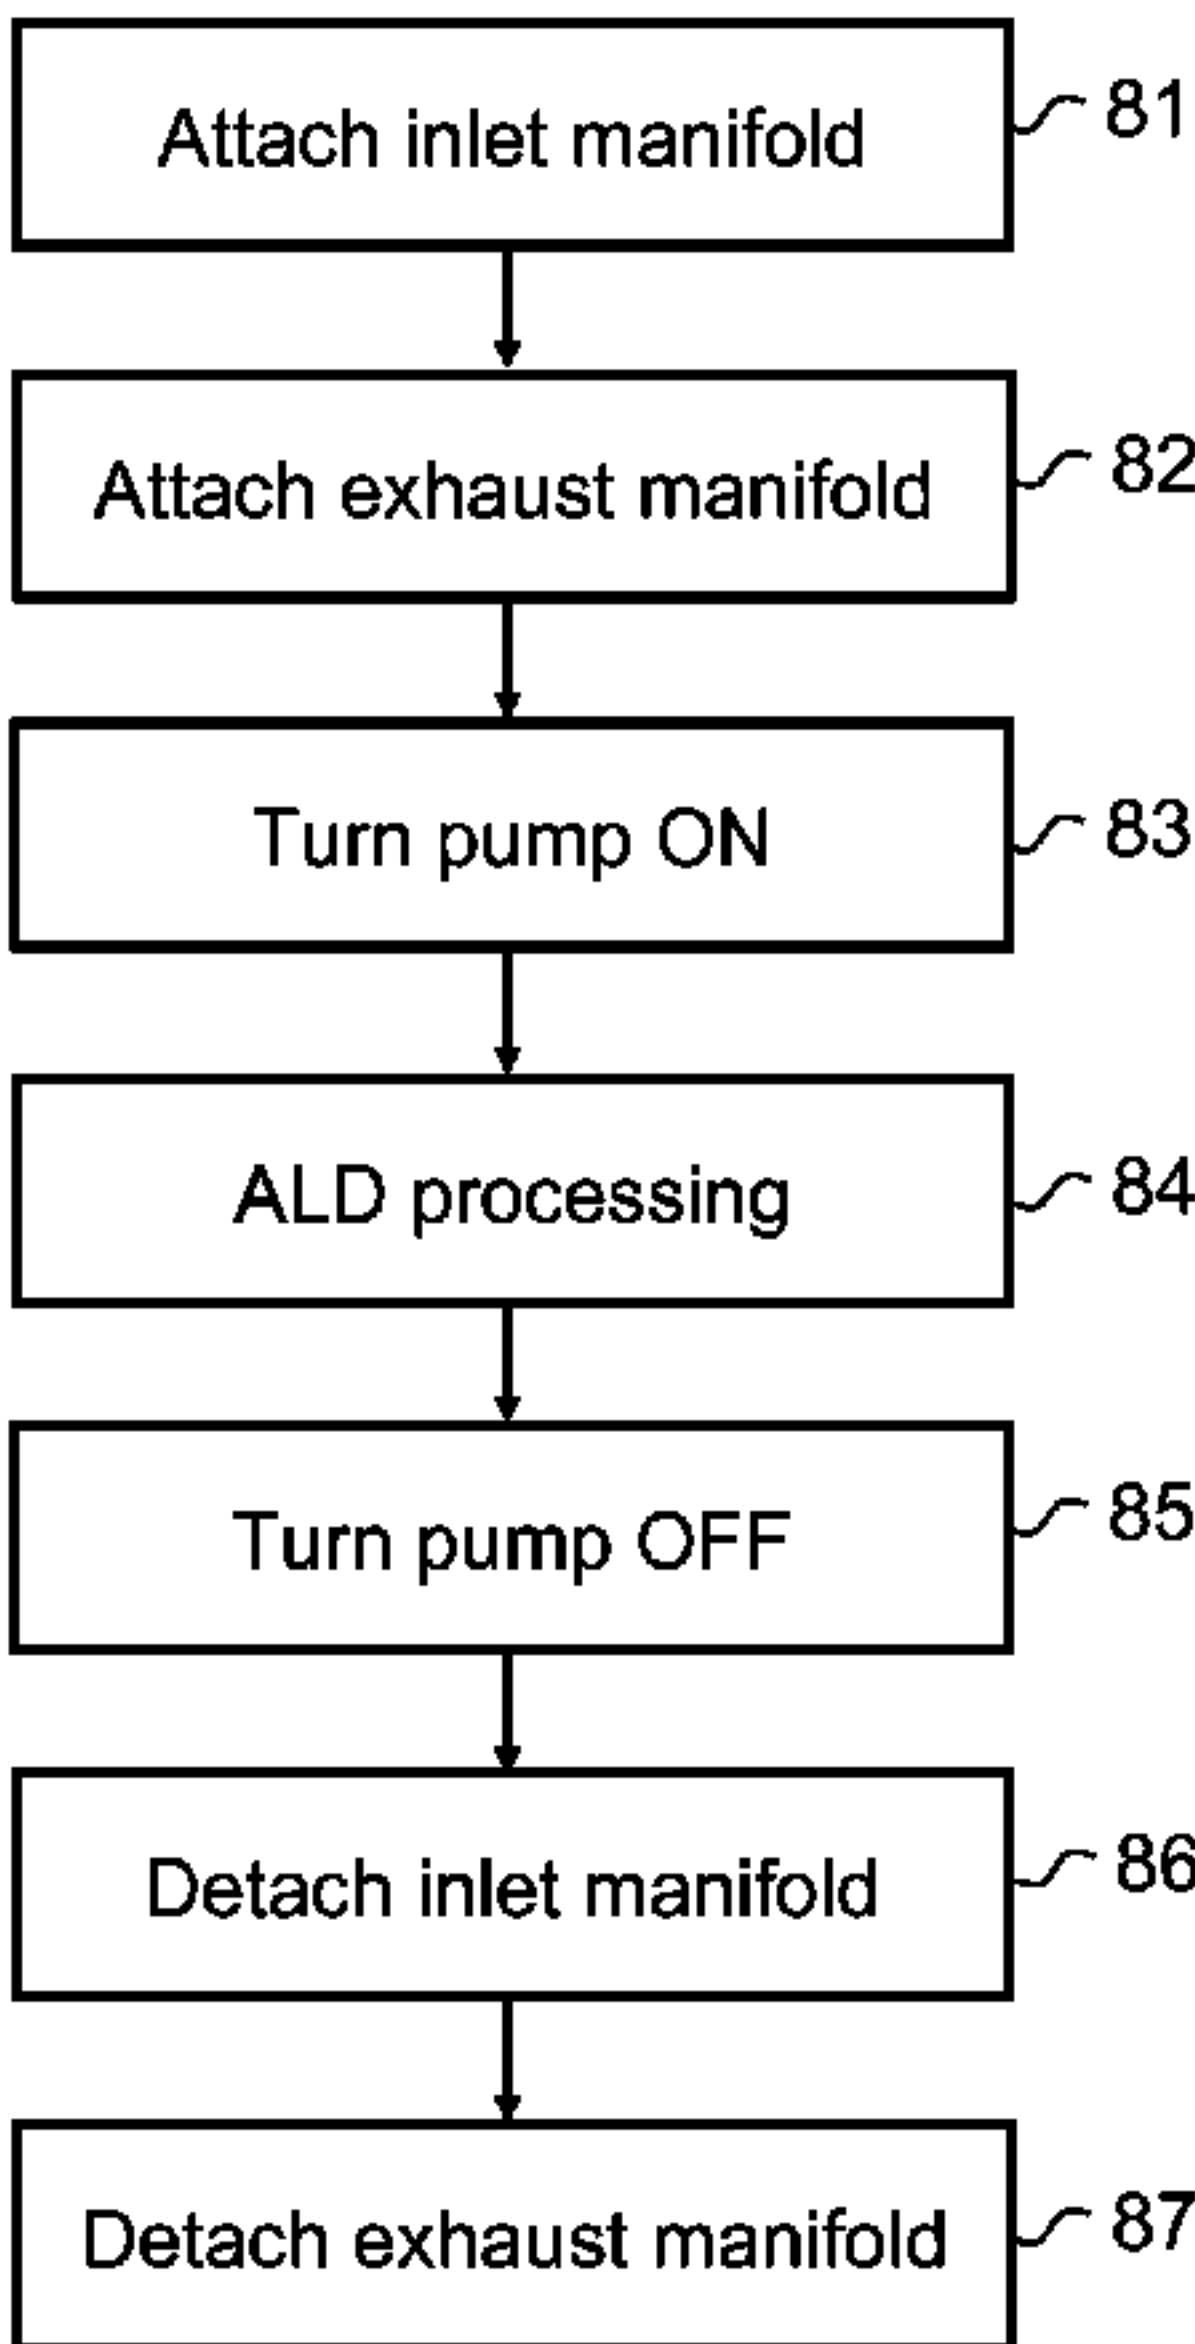 Attach inlet manifold 81
Attach exhaust manifold 82
Turn pump ON 83
ALD processing 84
Turn pump OFF 85
Detach inlet manifold 86
Detach exhaust manifold 87